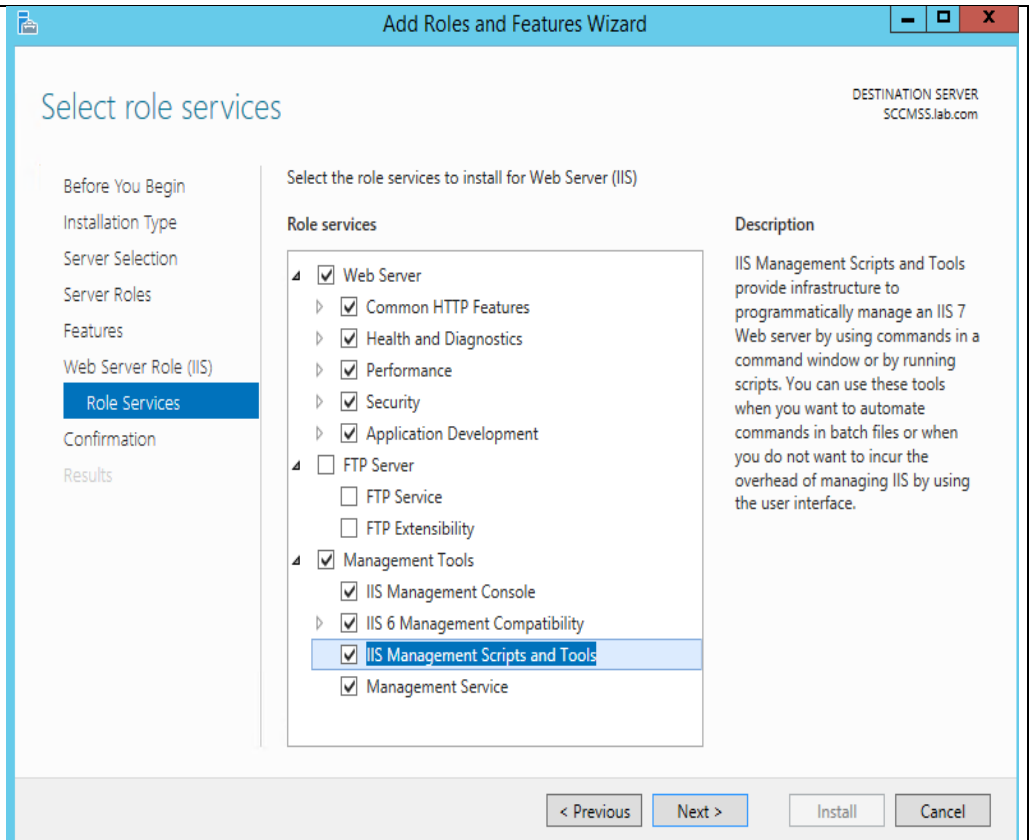 Add Roles and Features Wizard
Select role services
DESTINATION SERVER
SCCMSS.lab.com
Before You Begin
Installation Type
Server Selection
Server Roles
Features
Web Server Role (IIS)
Role Services
Confirmation
Results
Select the role services to install for Web Server (IIS)
Role services
Web Server
Common HTTP Features
Health and Diagnostics
Performance
Security
Application Development
FTP Server
FTP Service
FTP Extensibility
Management Tools
IIS Management Console
IIS 6 Management Compatibility
IIS Management Scripts and Tools
Management Service
Description
IIS Management Scripts and Tools
provide infrastructure to
programmatically manage an IIS 7
Web server by using commands in a
command window or by running
scripts. You can use these tools
when you want to automate
commands in batch files or when
you do not want to incur the
overhead of managing IIS by using
the user interface.
< Previous
Next >
Install
Cancel